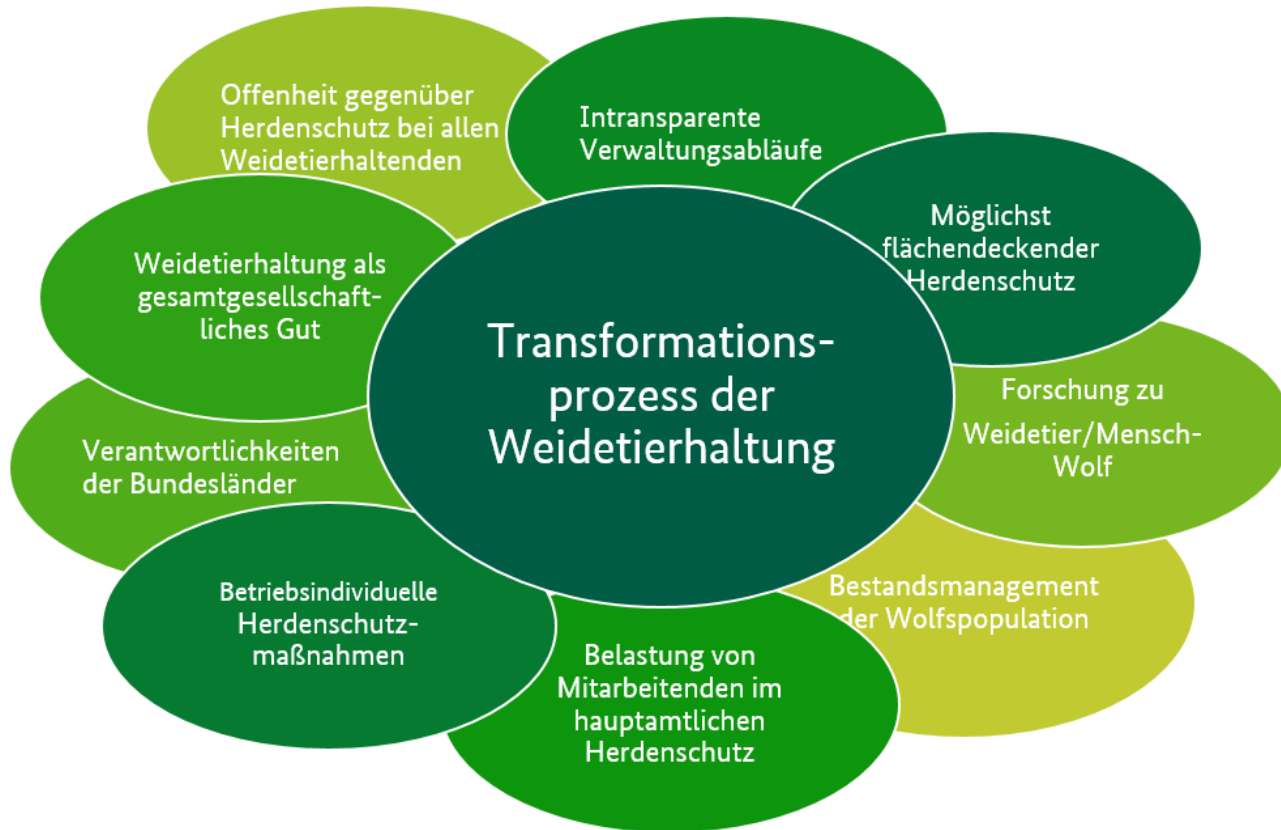 Offenheit gegenüber
Herdenschutz bei allen
Weidetierhaltenden
Intransparente
Verwaltungsabläufe
Möglichst
flächendeckender
Herdenschutz
Weidetierhaltung als
gesamtgesellschaft-
liches Gut
Transformations-
prozess der
Weidetierhaltung
Forschung zu
Weidetier/Mensch-
Wolf
Verantwortlichkeiten
der Bundesländer
Betriebsindividuelle
Herdenschutz-
maßnahmen
Bestandsmanagement
der Wolfspopulation
Belastung von
Mitarbeitenden im
hauptamtlichen
Herdenschutz